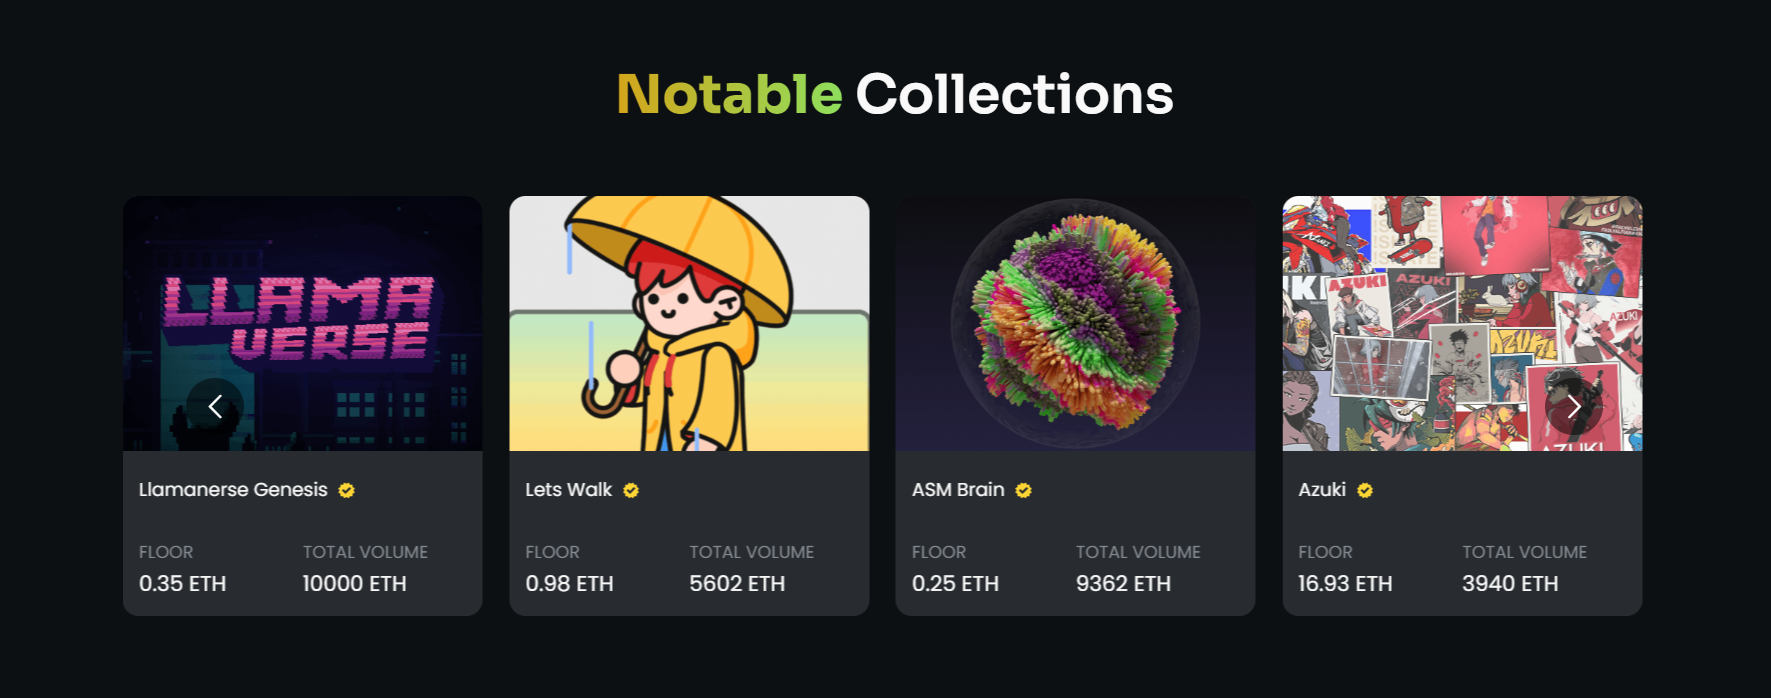 Notable Collections
LLAMA
VERSE
AZUKI
AZUKI
AZUKI
AZUKI
AZUKI
Llamanerse Genesis
FLOOR
TOTAL VOLUME
0.35 ETH
10000 ETH
Lets Walk
FLOOR
TOTAL VOLUME
0.98 ETH
5602 ETH
ASM Brain
FLOOR
TOTAL VOLUME
0.25 ETH
9362 ETH
Azuki
FLOOR
TOTAL VOLUME
16.93 ETH
3940 ETH